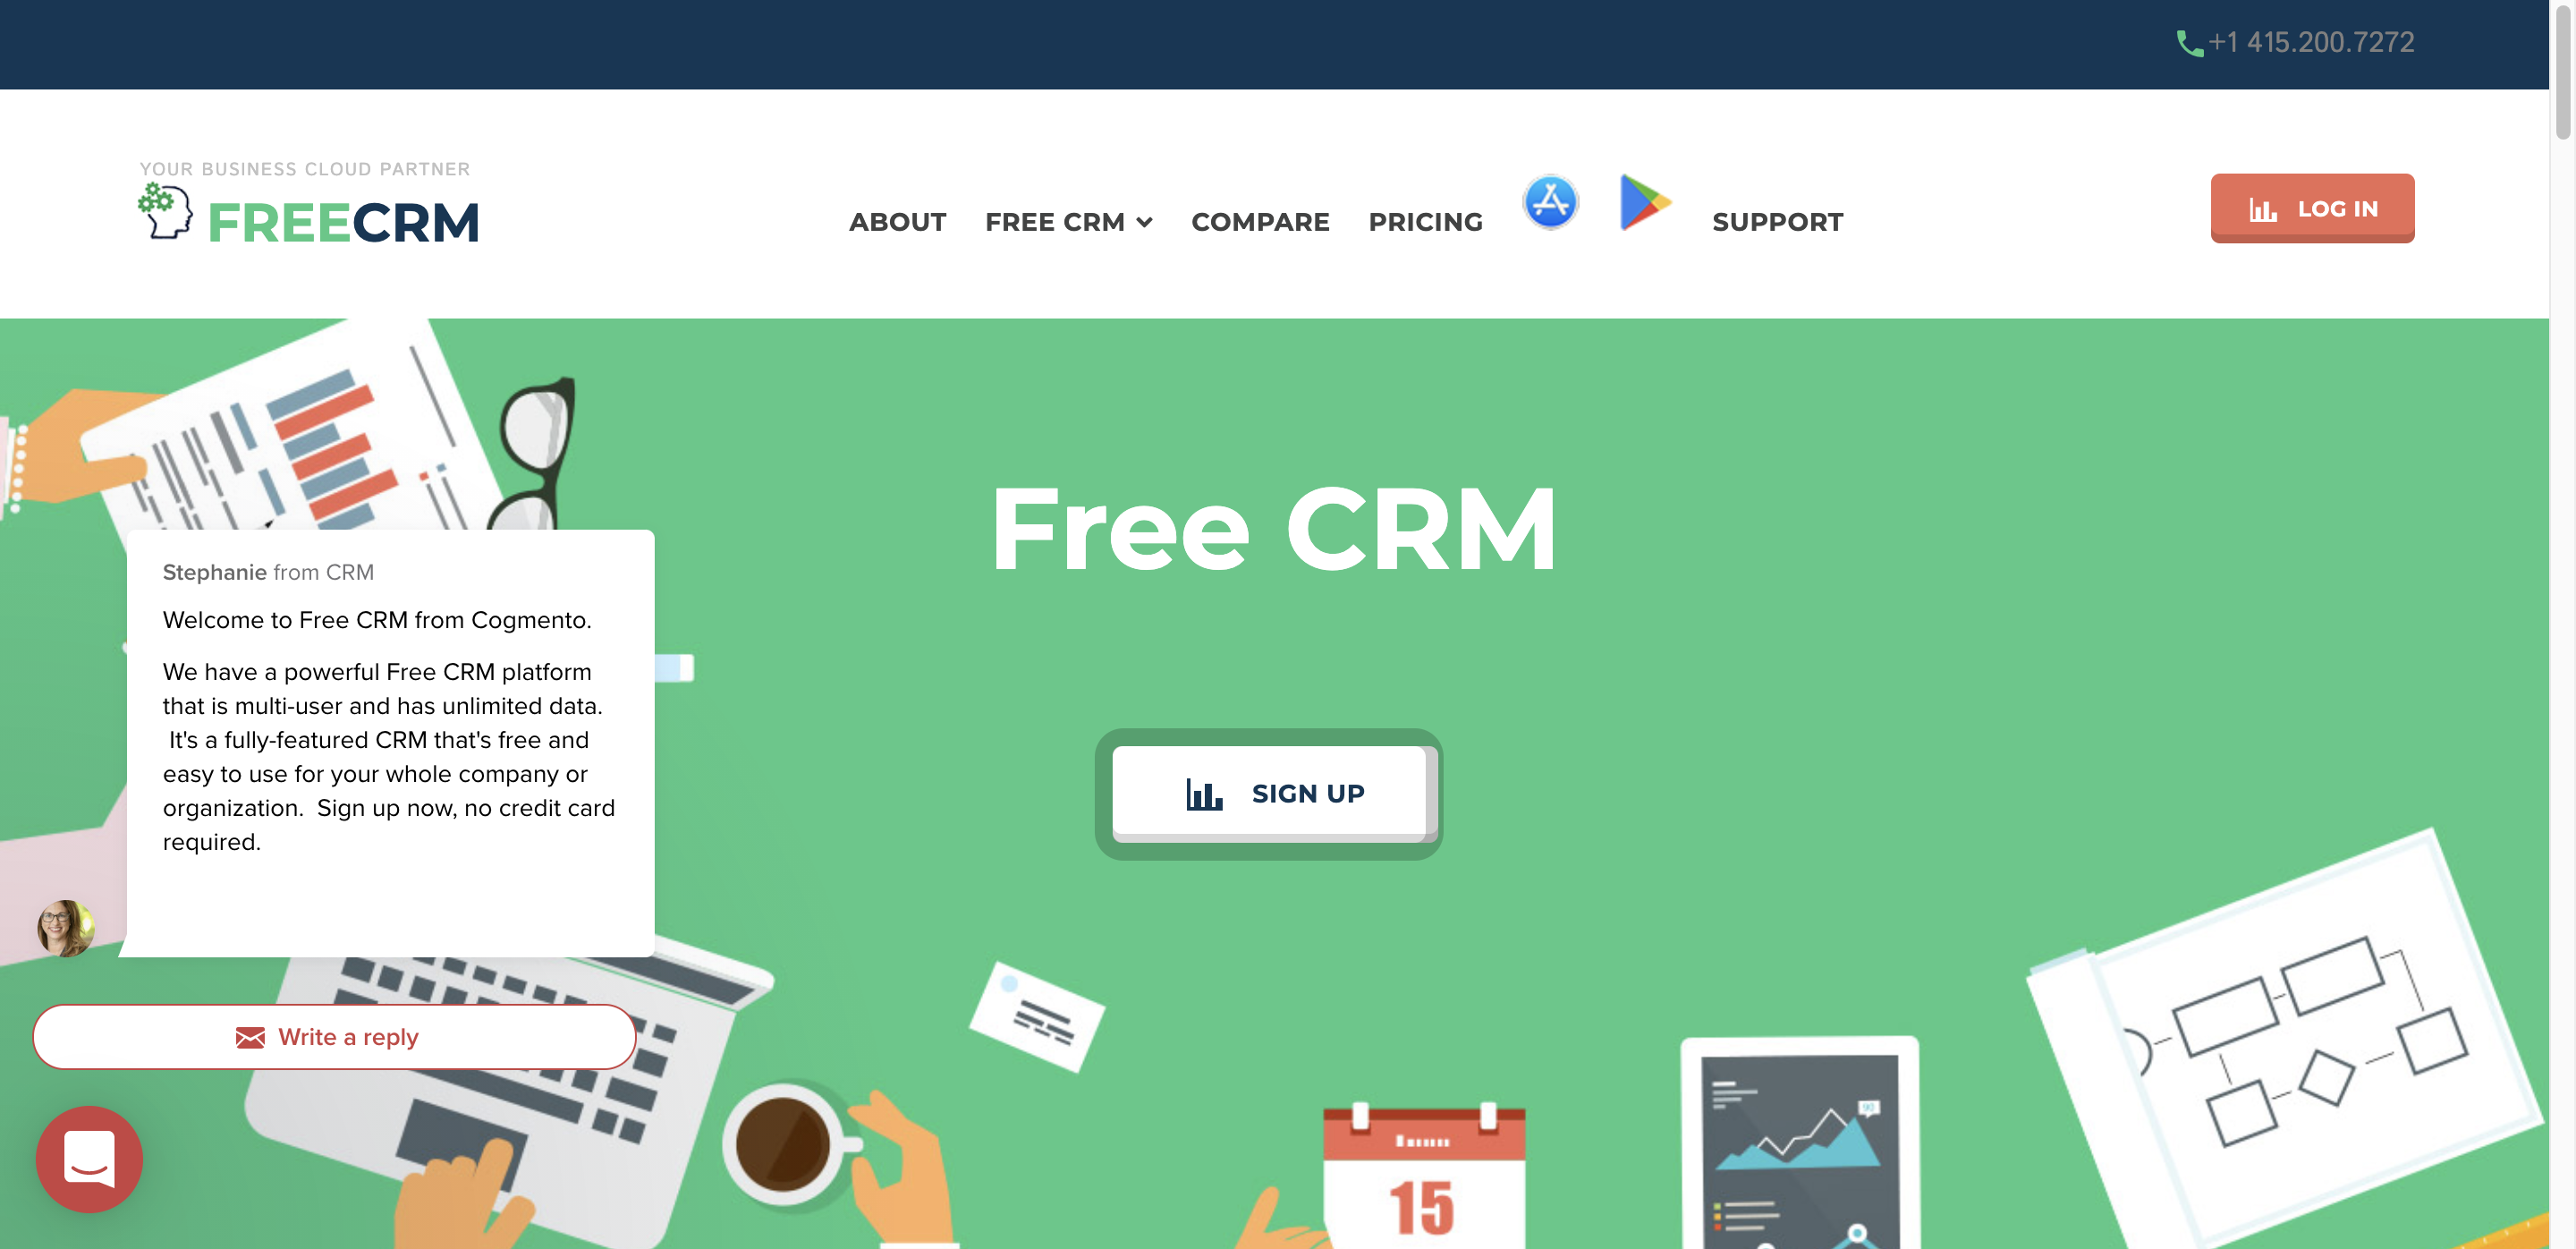 +1 415.200.7272
YOUR BUSINESS CLOUD PARTNER
FREECRM
ABOUT
FREE CRM
COMPARE
PRICING
SUPPORT
LOG IN
Free CRM
SIGN UP
Stephanie from CRM
Welcome to Free CRM from Cogmento.
We have a powerful Free CRM platform
that is multi-user and has unlimited data.
It's a fully-featured CRM that's free and
easy to use for your whole company or
organization.  Sign up now, no credit card
required.
Write a reply
90
15